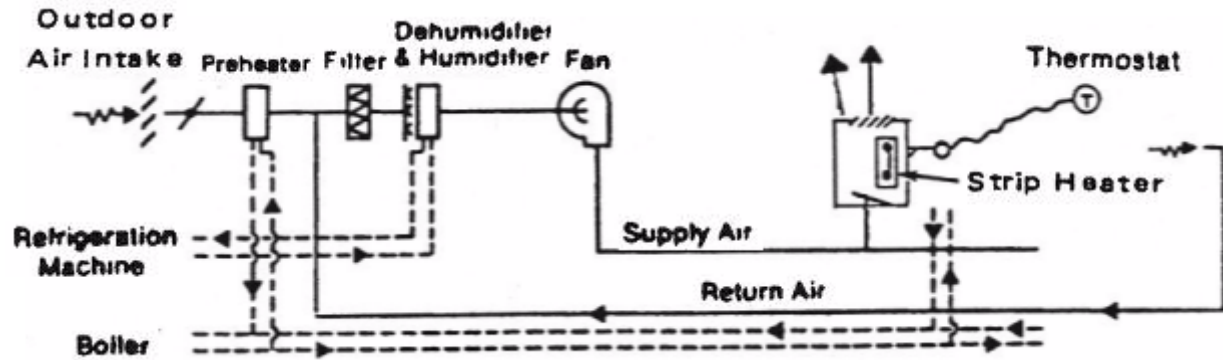 Outdoor
Air Intake
Preheater
Filter
Dehumidifier
& Humidifier
Fan
Thermostat
T
Strip Heater
Refrigeration
Machine
Supply Air
Return Air
Boiler